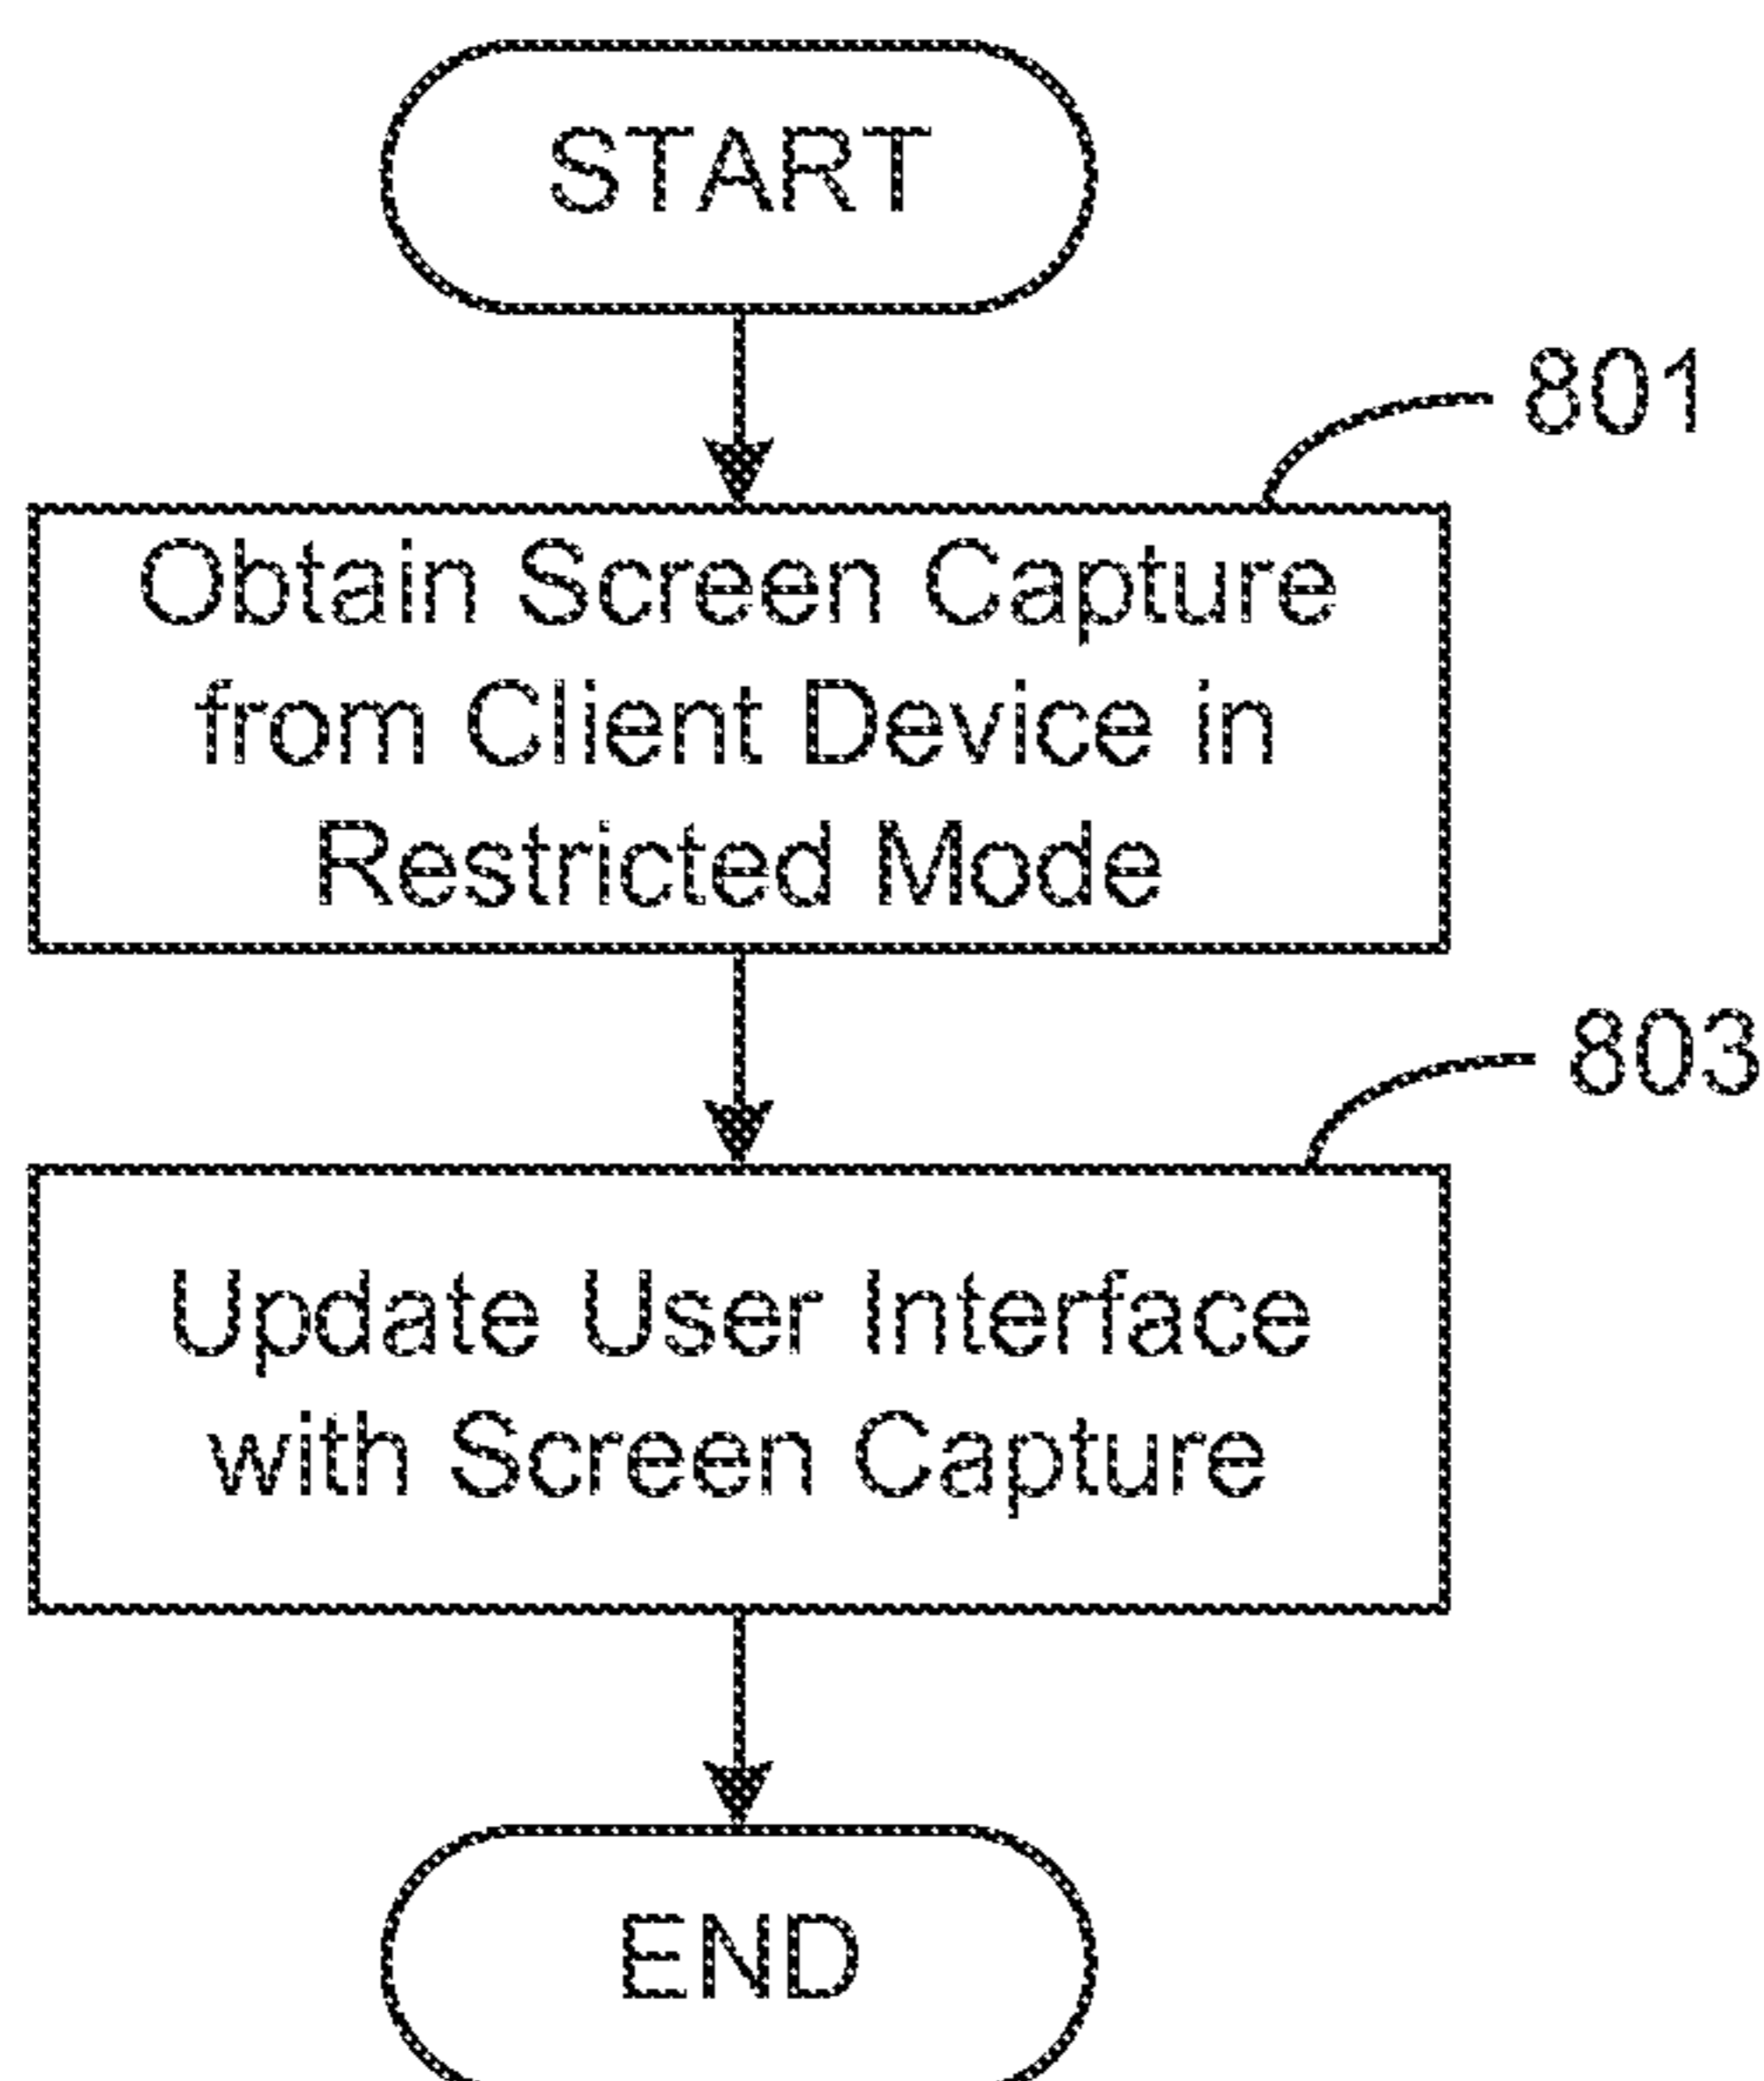 START
801
Obtain Screen Capture
from Client Device in
Restricted Mode
803
Update User Interface
with Screen Capture
END